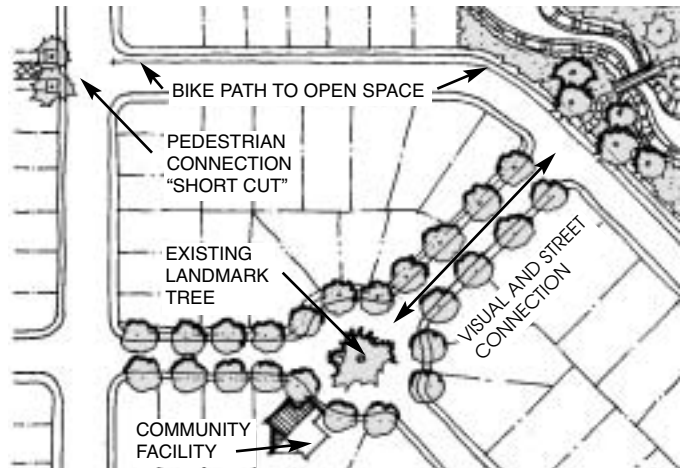 BIKE PATH TO OPEN SPACE
PEDESTRIAN
CONNECTION
“SHORT CUT”
EXISTING
LANDMARK
TREE
VISUAL AND STREET
CONNECTION
COMMUNITY
FACILITY